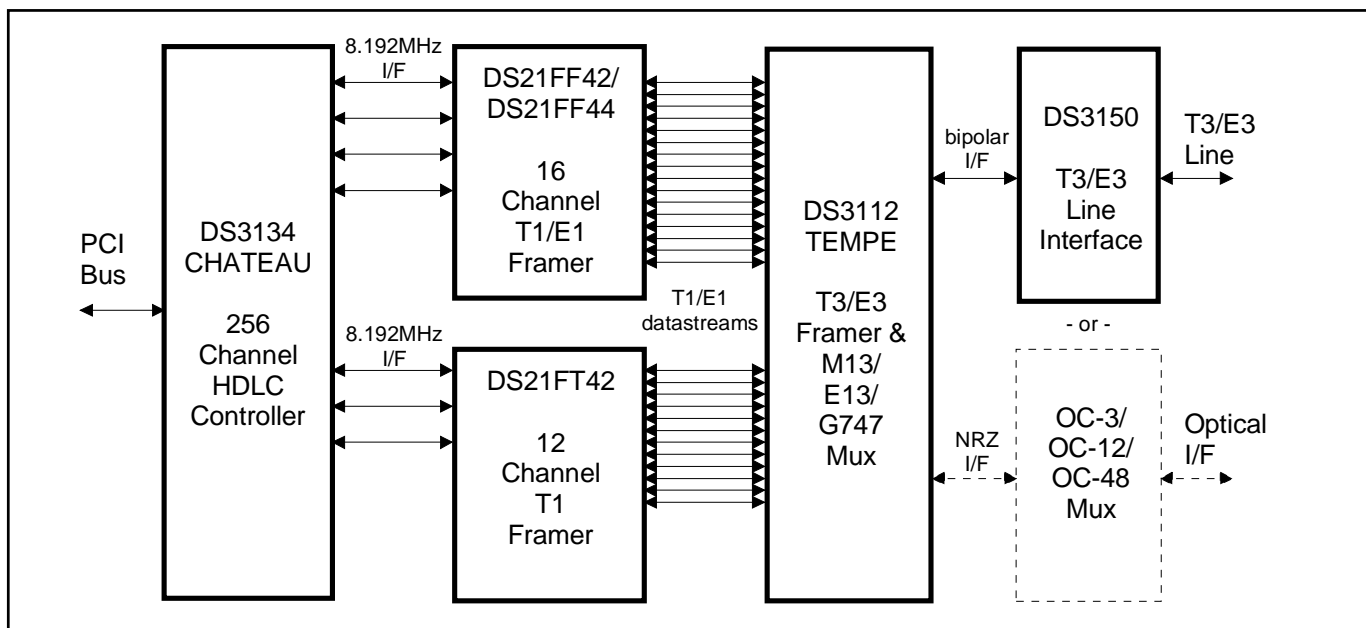 PCI
Bus
DS3134
CHATEAU
256
Channel
HDLC
Controller
8.192MHz
I/F
8.192MHz
I/F
DS21FF42/
DS21FF44
16
Channel
T1/E1
Framer
DS21FT42
12
Channel
T1
Framer
T1/E1
datastreams
DS3112
TEMPE
T3/E3
Framer &
M13/
E13/
G747
Mux
bipolar
I/F
NRZ
I/F
DS3150
T3/E3
Line
Interface
- or -
OC-3/
OC-12/
OC-48
Mux
T3/E3
Line
Optical
I/F